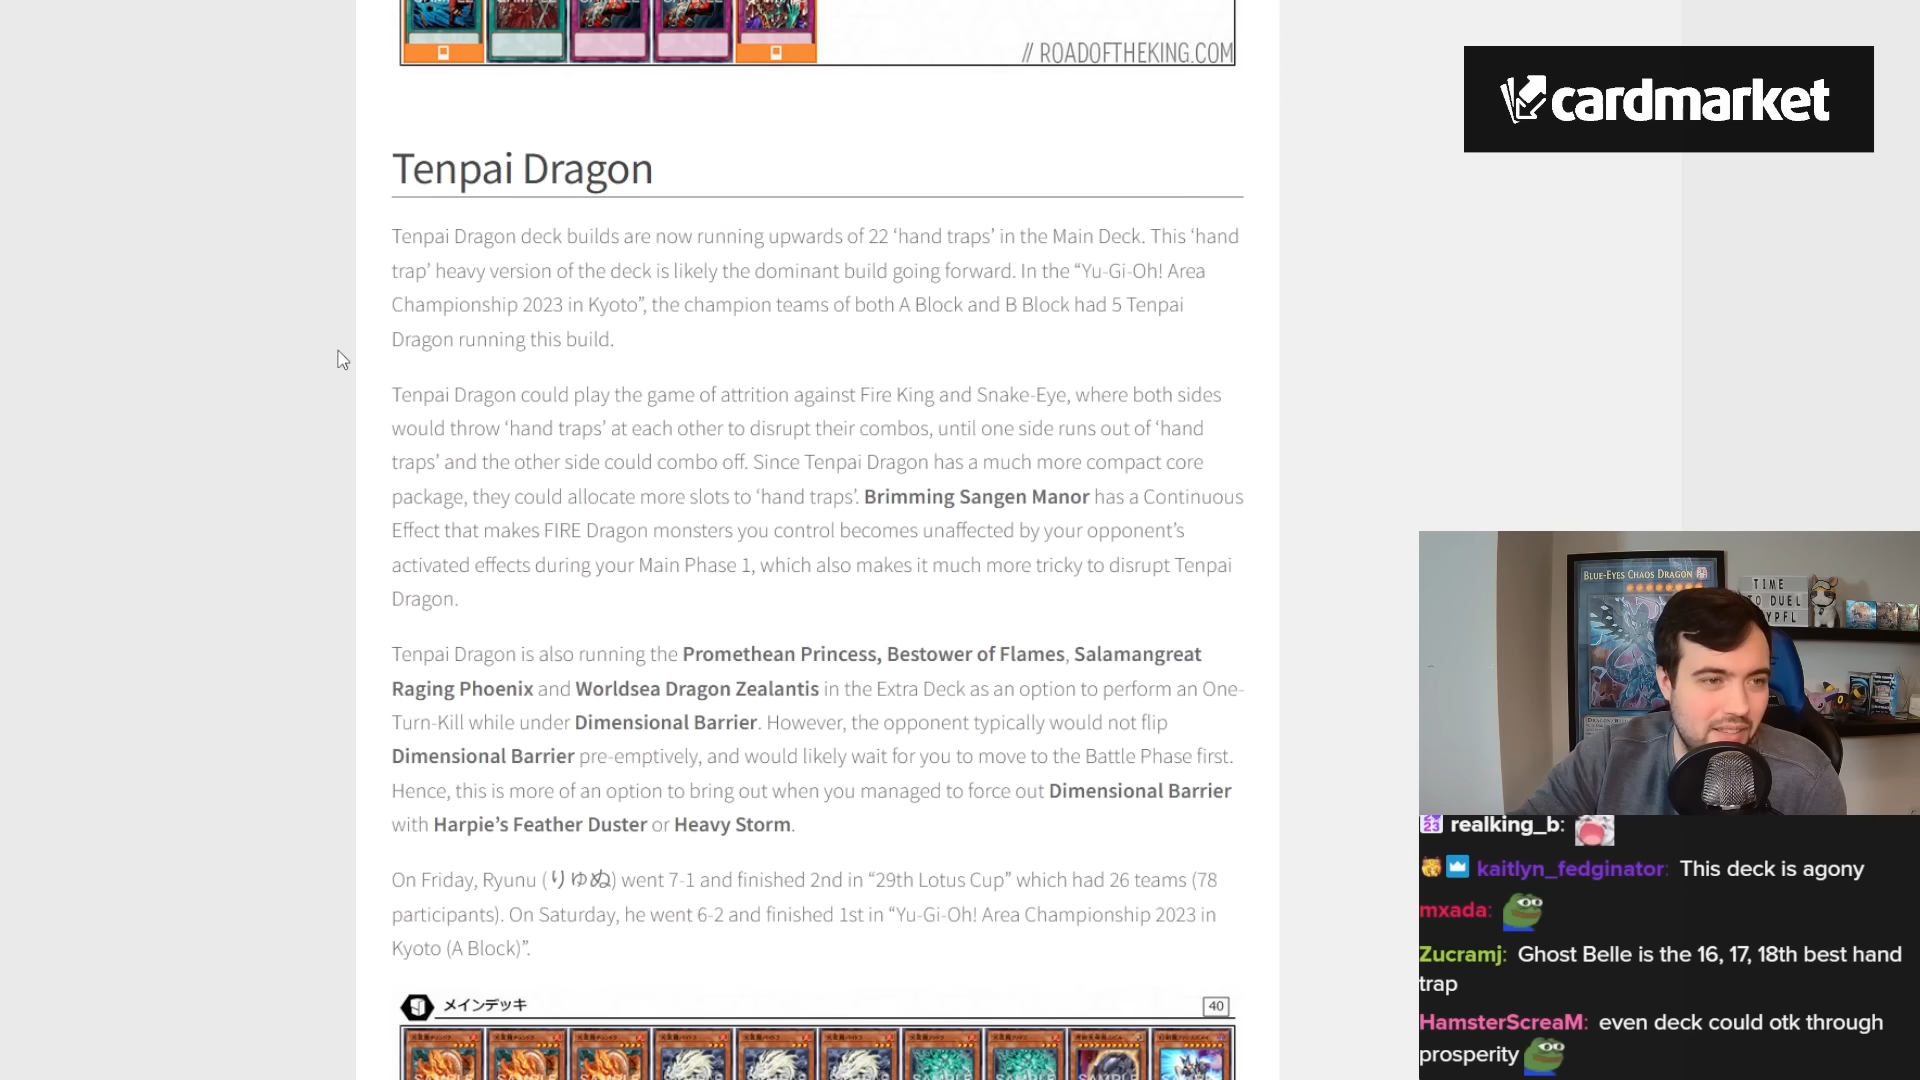 // ROADOFTHEKING.COM
cardmarket
Tenpai Dragon
Tenpai Dragon deck builds are now running upwards of 22 ‘hand traps’ in the Main Deck. This ‘hand
trap’ heavy version of the deck is likely the dominant build going forward. In the “Yu-Gi-Oh! Area
Championship 2023 in Kyoto”, the champion teams of both A Block and B Block had 5 Tenpai
Dragon running this build.
Tenpai Dragon could play the game of attrition against Fire King and Snake-Eye, where both sides
would throw ‘hand traps’ at each other to disrupt their combos, until one side runs out of ‘hand
traps’ and the other side could combo off. Since Tenpai Dragon has a much more compact core
package, they could allocate more slots to ‘hand traps’. Brimming Sangen Manor has a Continuous
Effect that makes FIRE Dragon monsters you control becomes unaffected by your opponent’s
activated effects during your Main Phase 1, which also makes it much more tricky to disrupt Tenpai
Dragon.
Tenpai Dragon is also running the Promethean Princess, Bestower of Flames, Salamangreat
Raging Phoenix and Worldsea Dragon Zealantis in the Extra Deck as an option to perform an One-
Turn-Kill while under Dimensional Barrier. However, the opponent typically would not flip
Dimensional Barrier pre-emptively, and would likely wait for you to move to the Battle Phase first.
Hence, this is more of an option to bring out when you managed to force out Dimensional Barrier
with Harpie’s Feather Duster or Heavy Storm.
On Friday, Ryunu (りゅぬ) went 7-1 and finished 2nd in “29th Lotus Cup” which had 26 teams (78
participants). On Saturday, he went 6-2 and finished 1st in “Yu-Gi-Oh! Area Championship 2023 in
Kyoto (A Block)”.
メインデッキ 40
BLUE-EYES CHAOS DRAGON
TIME
TO DUEL
YPFL
23 realking_b:
kaitlyn_fedginator: This deck is agony
mxada:
Zucramj: Ghost Belle is the 16, 17, 18th best hand
trap
HamsterScreaM: even deck could otk through
prosperity